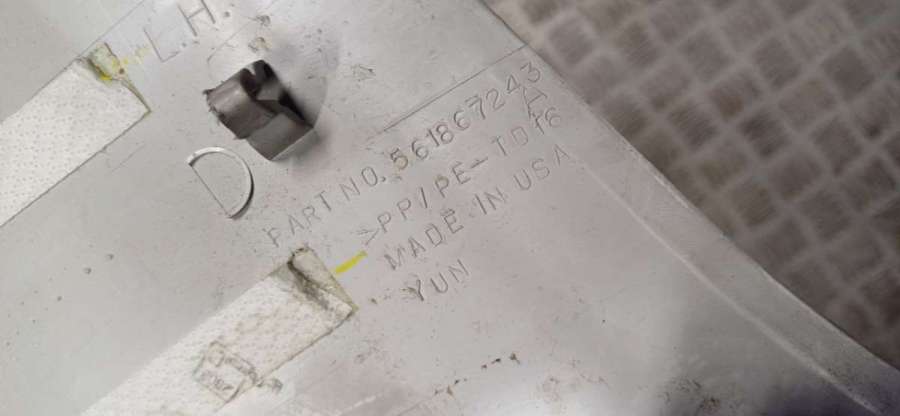 L.H.
D
PART NO. 561867243
A
>PP/PE-TD16
MADE IN USA
YUN